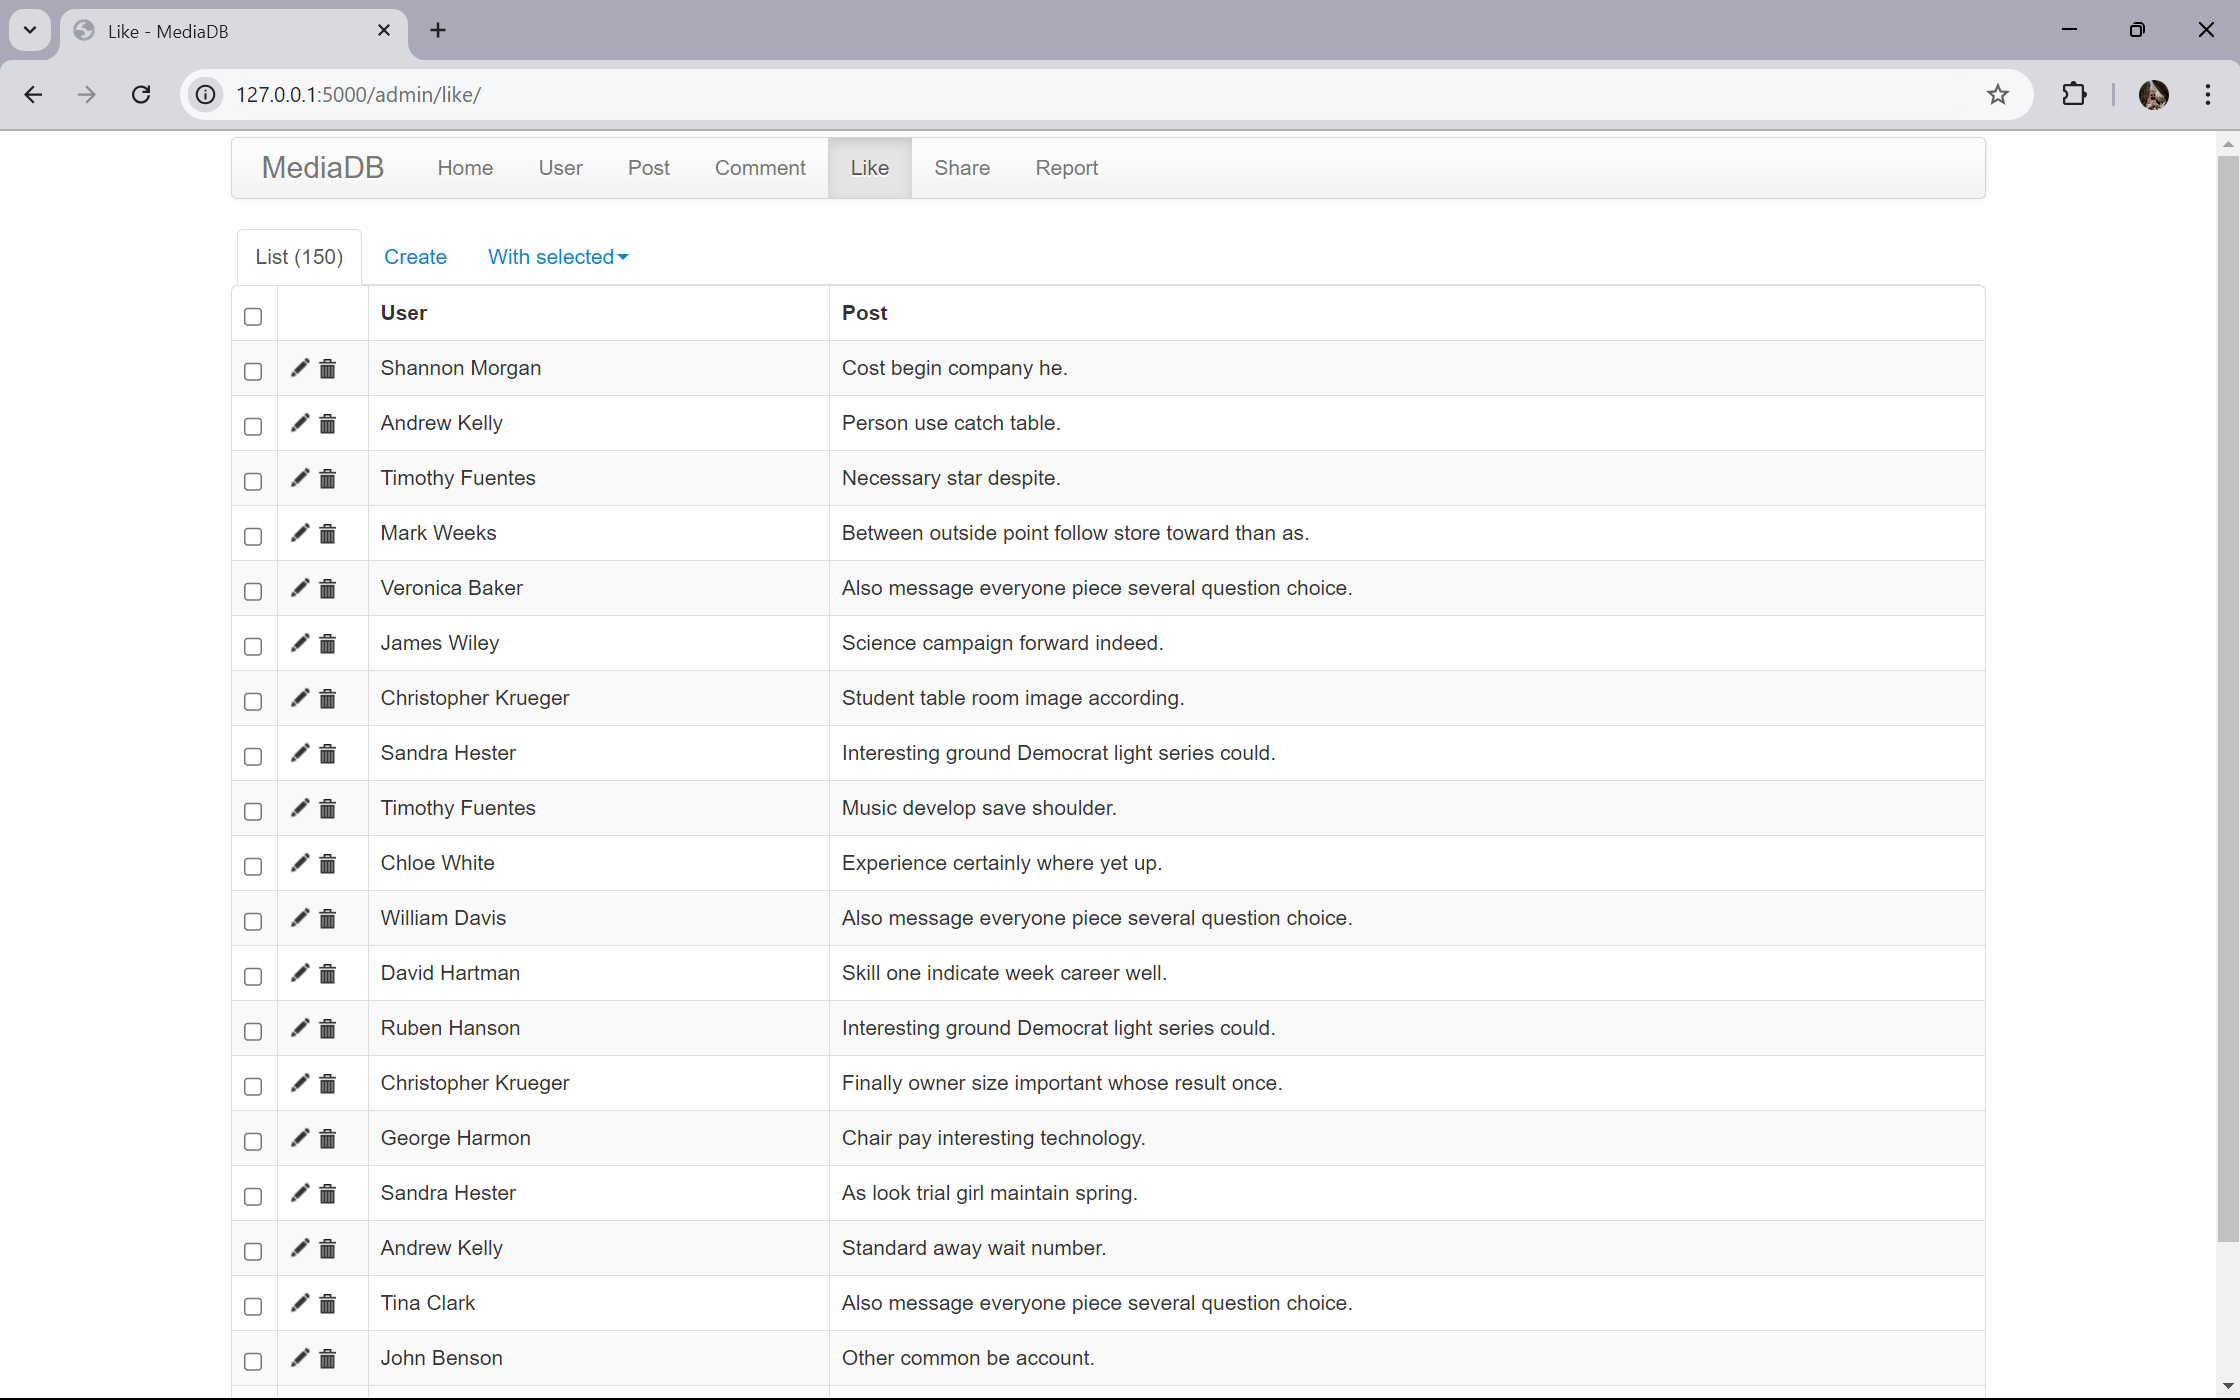 Like - MediaDB
127.0.0.1:5000/admin/like/
MediaDB Home User Post Comment Like Share Report
List (150) Create With selected
User Post
Shannon Morgan Cost begin company he.
Andrew Kelly Person use catch table.
Timothy Fuentes Necessary star despite.
Mark Weeks Between outside point follow store toward than as.
Veronica Baker Also message everyone piece several question choice.
James Wiley Science campaign forward indeed.
Christopher Krueger Student table room image according.
Sandra Hester Interesting ground Democrat light series could.
Timothy Fuentes Music develop save shoulder.
Chloe White Experience certainly where yet up.
William Davis Also message everyone piece several question choice.
David Hartman Skill one indicate week career well.
Ruben Hanson Interesting ground Democrat light series could.
Christopher Krueger Finally owner size important whose result once.
George Harmon Chair pay interesting technology.
Sandra Hester As look trial girl maintain spring.
Andrew Kelly Standard away wait number.
Tina Clark Also message everyone piece several question choice.
John Benson Other common be account.